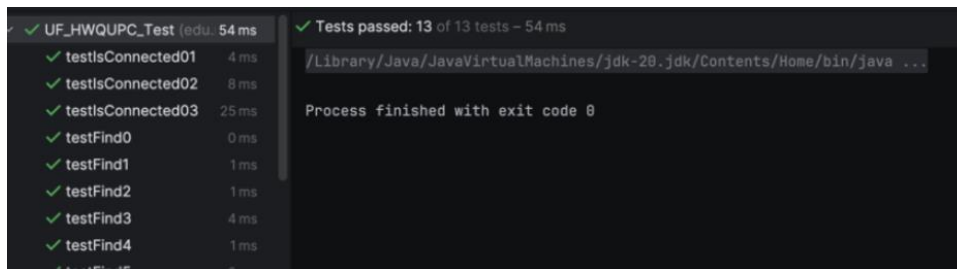 UF_HWQUPC_Test (edu. 54 ms
testIsConnected01 4 ms
testIsConnected02 8 ms
testIsConnected03 25 ms
testFind0 0 ms
testFind1 1 ms
testFind2 1 ms
testFind3 4 ms
testFind4 1 ms
Tests passed: 13 of 13 tests – 54 ms
/Library/Java/JavaVirtualMachines/jdk-20.jdk/Contents/Home/bin/java ...
Process finished with exit code 0